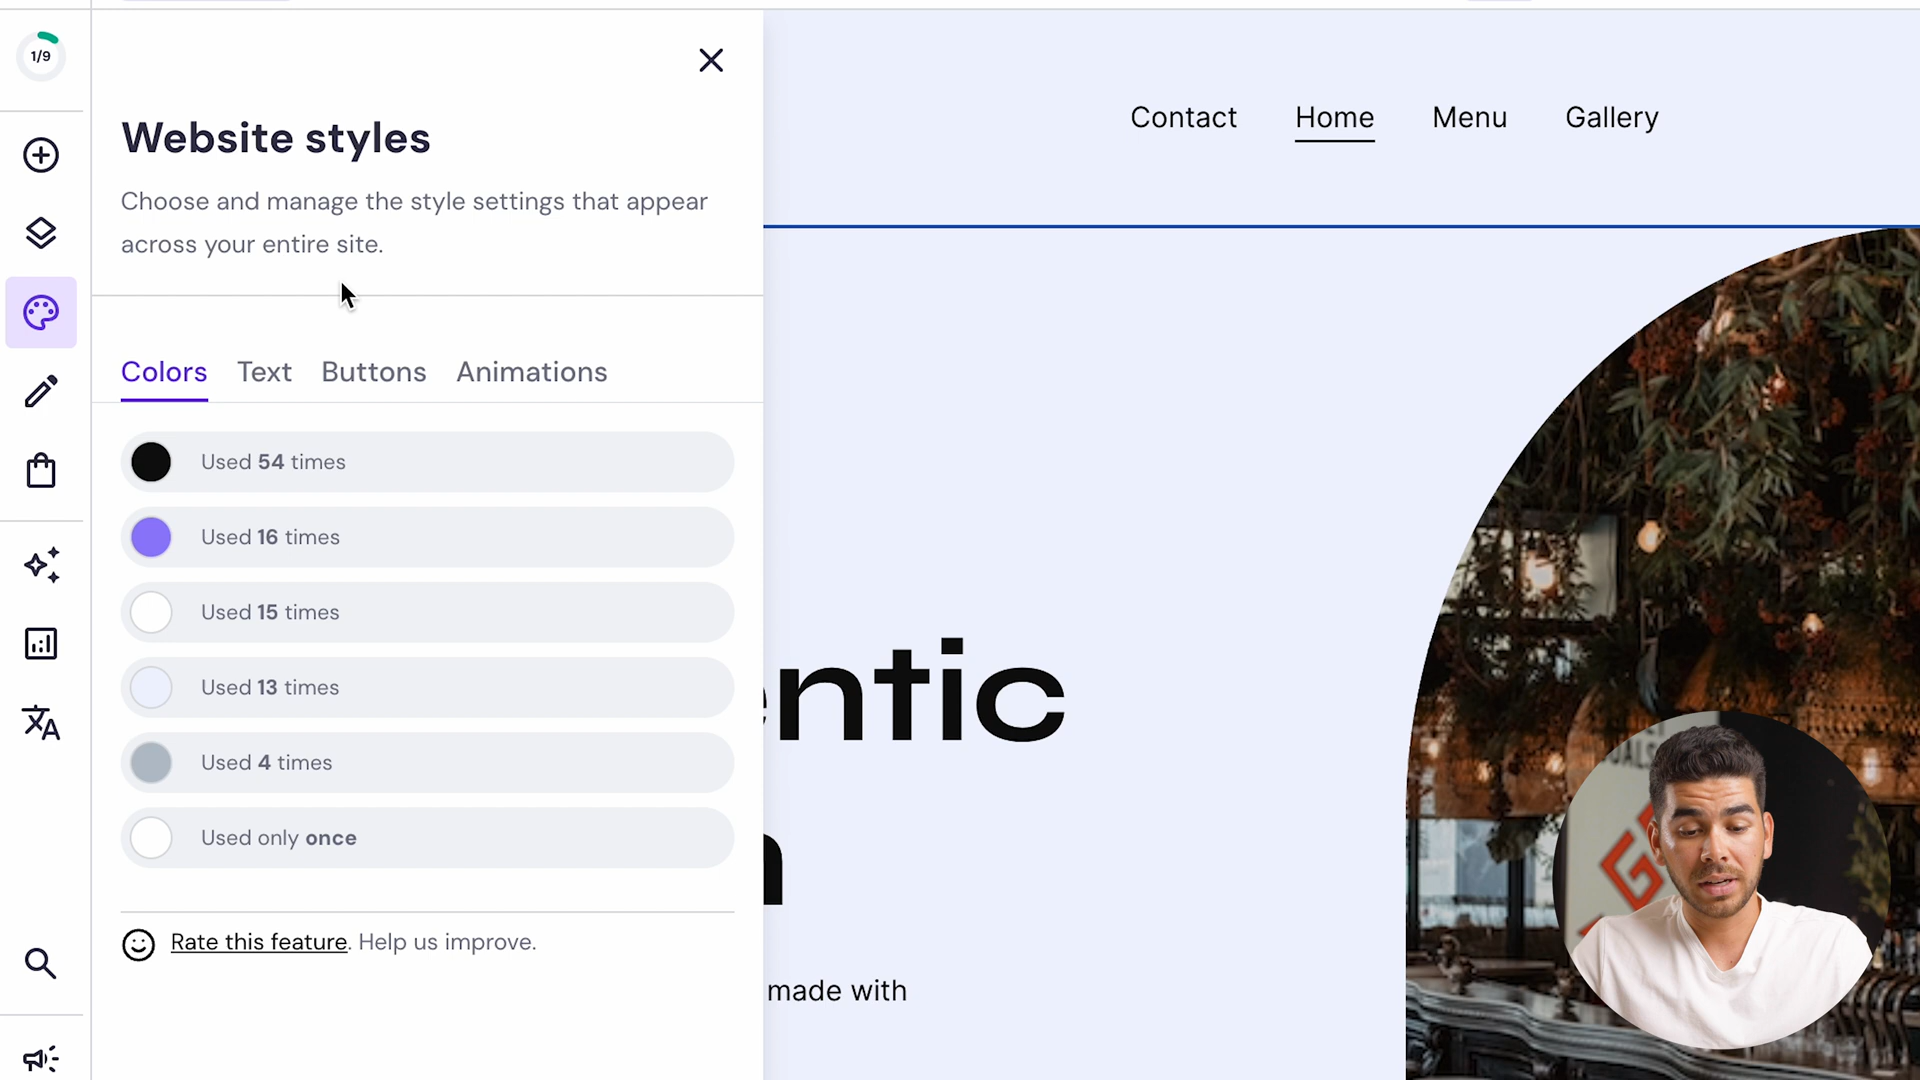 1/9
Website styles
Choose and manage the style settings that appear
across your entire site.
Colors Text Buttons Animations
Used 54 times
Used 16 times
Used 15 times
Used 13 times
Used 4 times
Used only once
Rate this feature. Help us improve.
Contact Home Menu Gallery
entic
made with